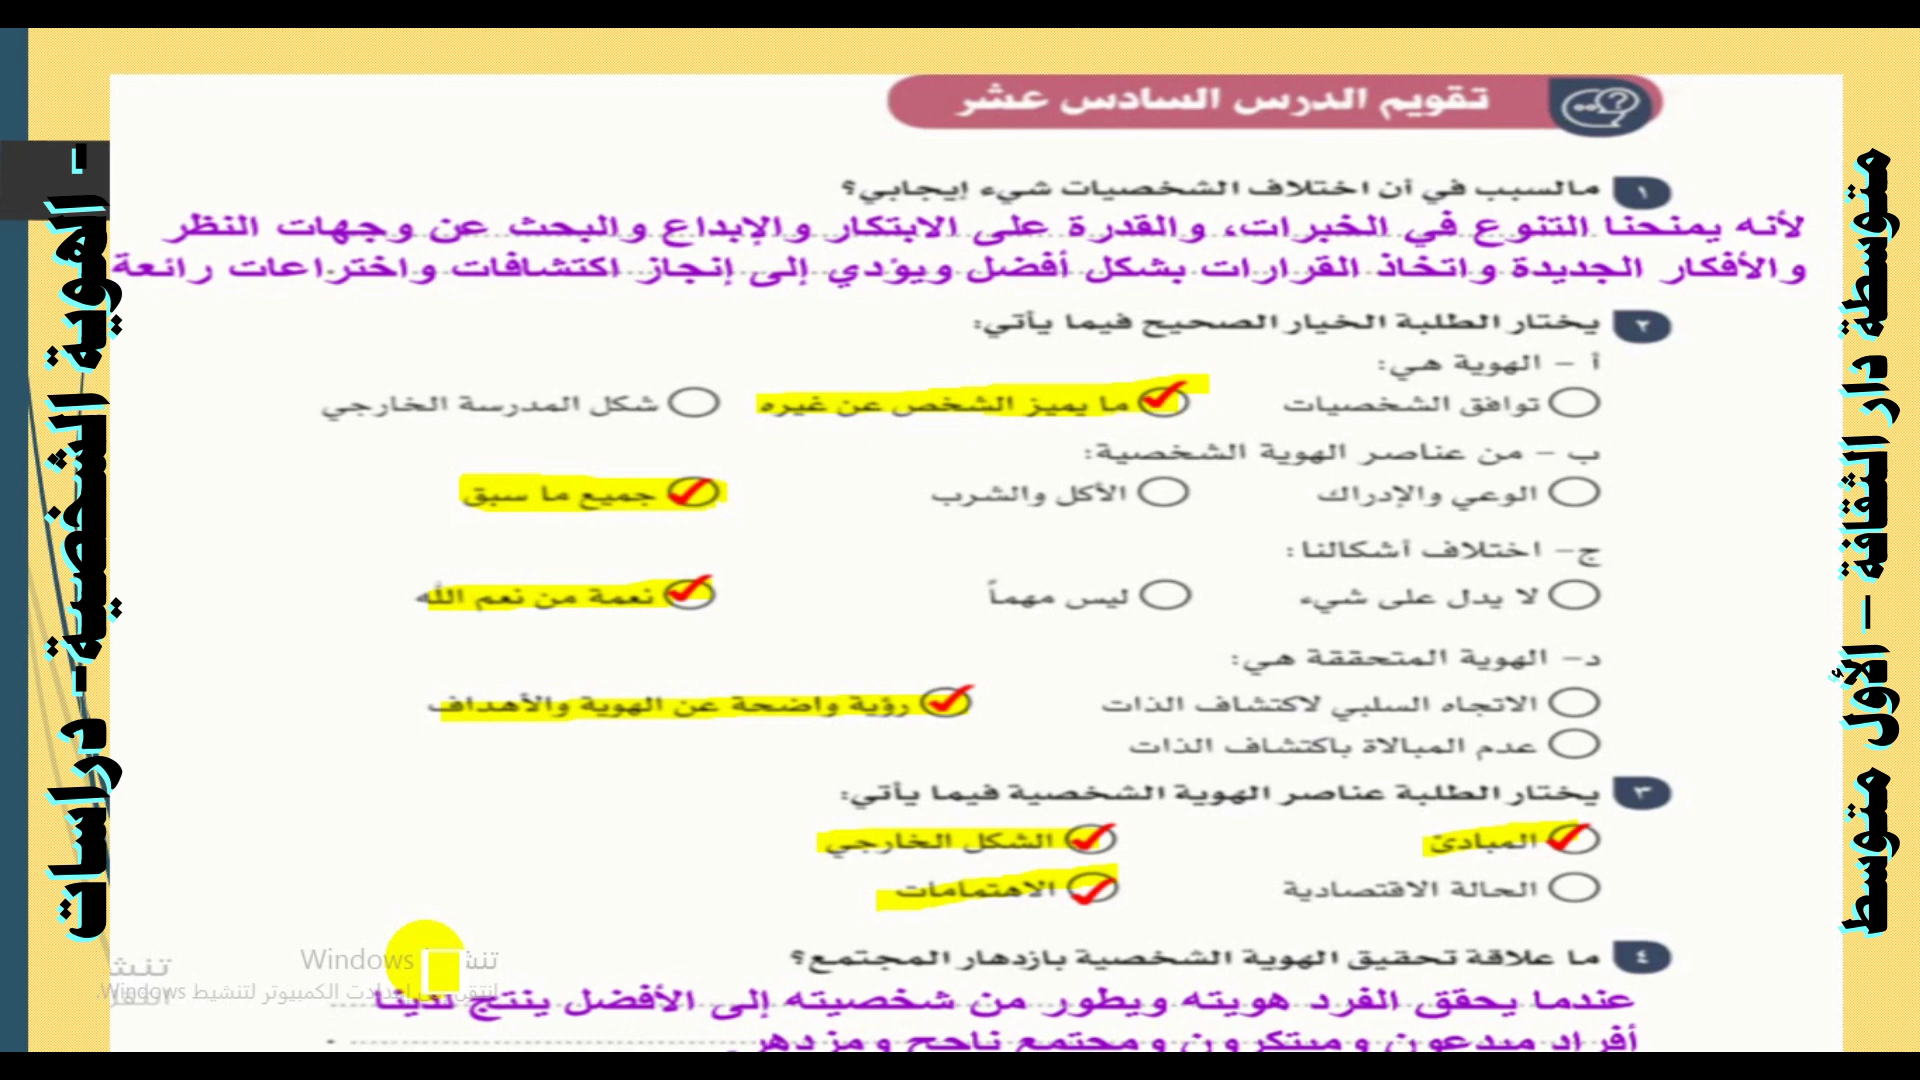 تقويم الدرس السادس عشر
١ مالسبب في أن اختلاف الشخصيات شيء إيجابي؟
لأنه يمنحنا التنوع في الخبرات، والقدرة على الابتكار والإبداع والبحث عن وجهات النظر
والأفكار الجديدة واتخاذ القرارات بشكل أفضل ويؤدي إلى إنجاز اكتشافات واختراعات رائعة
٢ يختار الطلبة الخيار الصحيح فيما يأتي:
أ – الهوية هي:
توافق الشخصيات ما يميز الشخص عن غيره شكل المدرسة الخارجي
ب – من عناصر الهوية الشخصية:
الوعي والإدراك الأكل والشرب جميع ما سبق
ج– اختلاف أشكالنا:
لا يدل على شيء ليس مهماً نعمة من نعم الله
د– الهوية المتحققة هي:
الاتجاه السلبي لاكتشاف الذات رؤية واضحة عن الهوية والأهداف
عدم المبالاة باكتشاف الذات
٣ يختار الطلبة عناصر الهوية الشخصية فيما يأتي:
المبادئ الشكل الخارجي
الحالة الاقتصادية الاهتمامات
٤ ما علاقة تحقيق الهوية الشخصية بازدهار المجتمع؟
عندما يحقق الفرد هويته ويطور من شخصيته إلى الأفضل ينتج لدينا
أفراد مبدعون ومبتكرون ومجتمع ناجح ومزدهر.
متوسطة دار الثقافة – الأول متوسط
- الهوية الشخصية- دراسات
Windows
الكمبيوتر لتنشيط Windows.